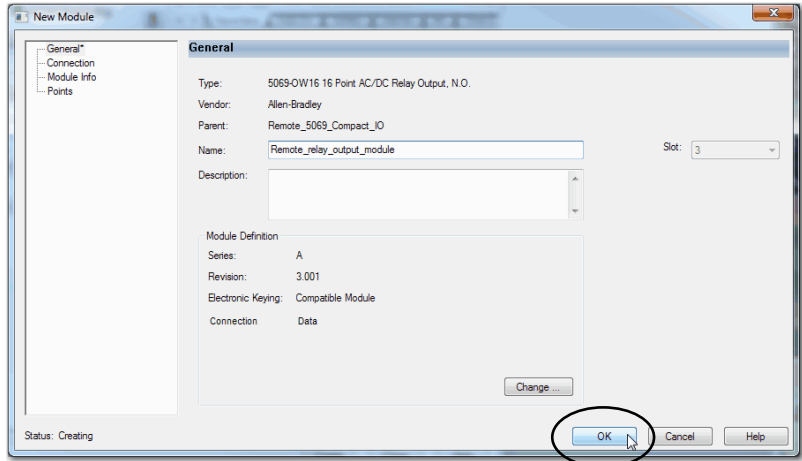 New Module
General*
Connection
Module Info
Points
General
Type: 5069-OW16 16 Point AC/DC Relay Output, N.O.
Vendor: Allen-Bradley
Parent: Remote_5069_Compact_IO
Name: Remote_relay_output_module Slot: 3
Description:
Module Definition
Series: A
Revision: 3.001
Electronic Keying: Compatible Module
Connection Data
Change ...
Status: Creating OK Cancel Help